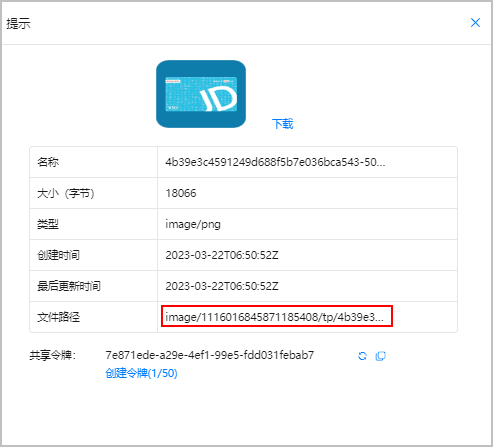 提示
下载
名称 4b39e3c4591249d688f5b7e036bca543-50...
大小（字节） 18066
类型 image/png
创建时间 2023-03-22T06:50:52Z
最后更新时间 2023-03-22T06:50:52Z
文件路径 image/1116016845871185408/tp/4b39e3...
共享令牌： 7e871ede-a29e-4ef1-99e5-fdd031febab7
创建令牌(1/50)